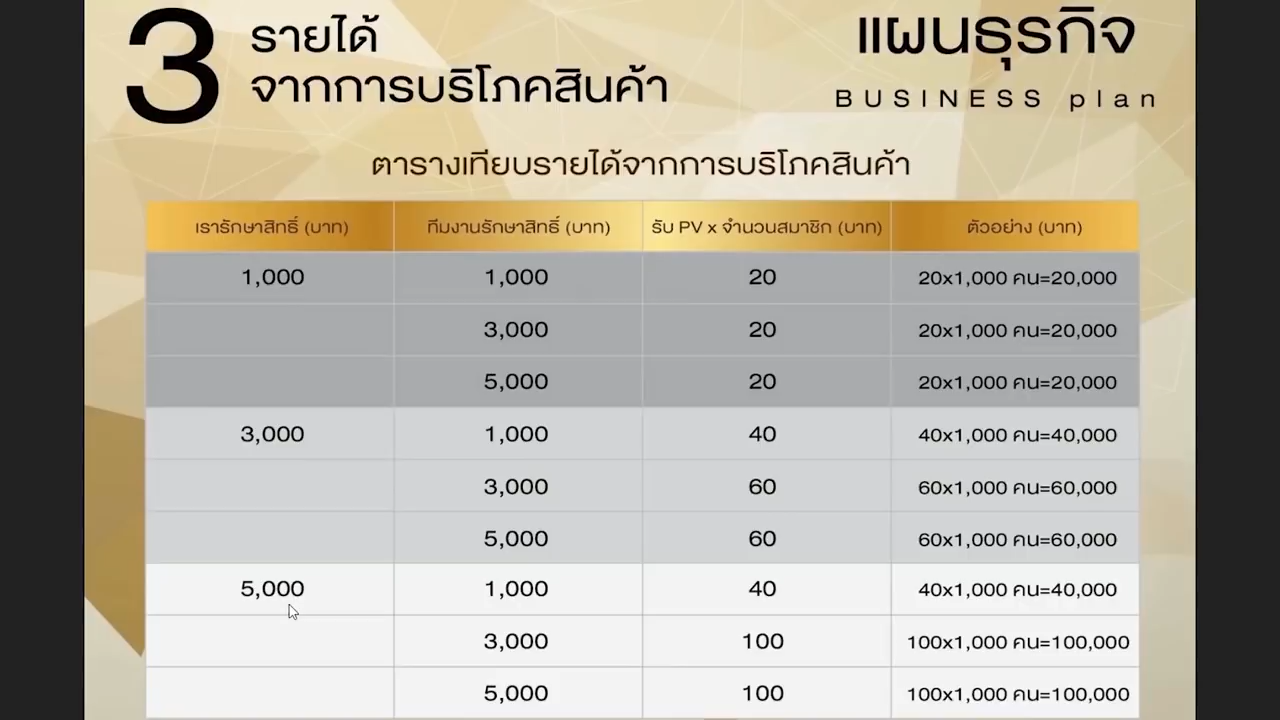 3
รายได้
จากการบริโภคสินค้า
แผนธุรกิจ
BUSINESS plan
ตารางเทียบรายได้จากการบริโภคสินค้า
เรารักษาสิทธิ์ (บาท) ทีมงานรักษาสิทธิ์ (บาท) รับ PV x จำนวนสมาชิก (บาท) ตัวอย่าง (บาท)
1,000 1,000 20 20x1,000 คน=20,000
3,000 20 20x1,000 คน=20,000
5,000 20 20x1,000 คน=20,000
3,000 1,000 40 40x1,000 คน=40,000
3,000 60 60x1,000 คน=60,000
5,000 60 60x1,000 คน=60,000
5,000 1,000 40 40x1,000 คน=40,000
3,000 100 100x1,000 คน=100,000
5,000 100 100x1,000 คน=100,000